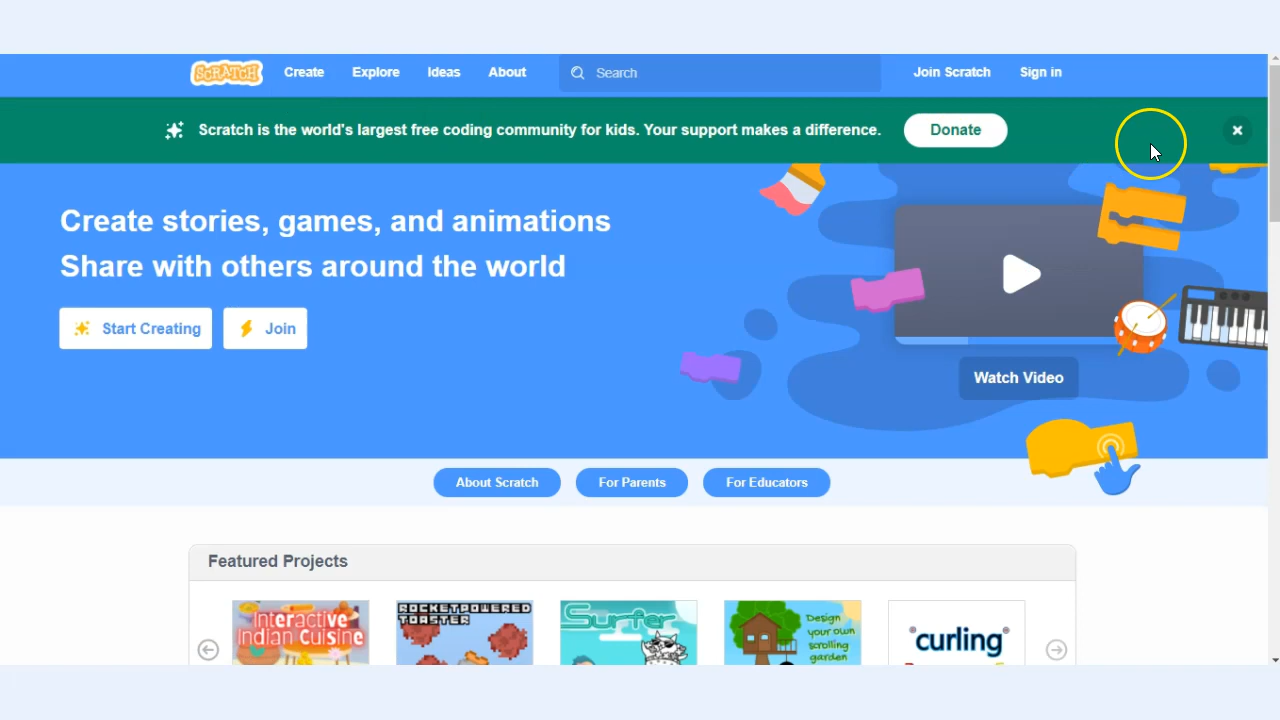 SCRATCH Create Explore Ideas About Search Join Scratch Sign in
Scratch is the world's largest free coding community for kids. Your support makes a difference. Donate
Create stories, games, and animations
Share with others around the world
Start Creating Join
Watch Video
About Scratch For Parents For Educators
Featured Projects
Interactive
Indian Cuisine
ROCKETPOWERED
TOASTER
Surfer
Design
your own
scrolling
garden
curling